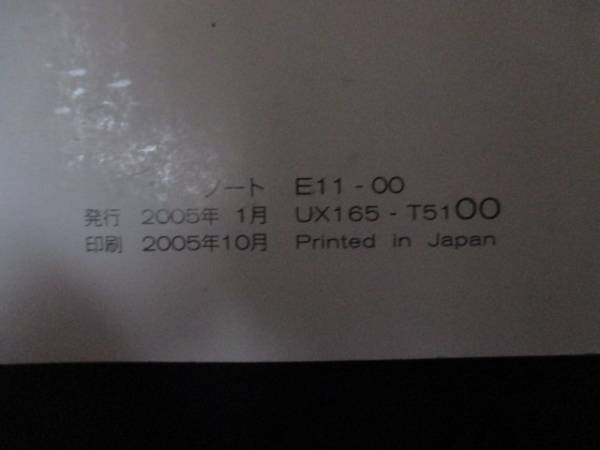 ノート E11 - 00
発行 2005年 1月 UX165 - T5100
印刷 2005年10月 Printed in Japan